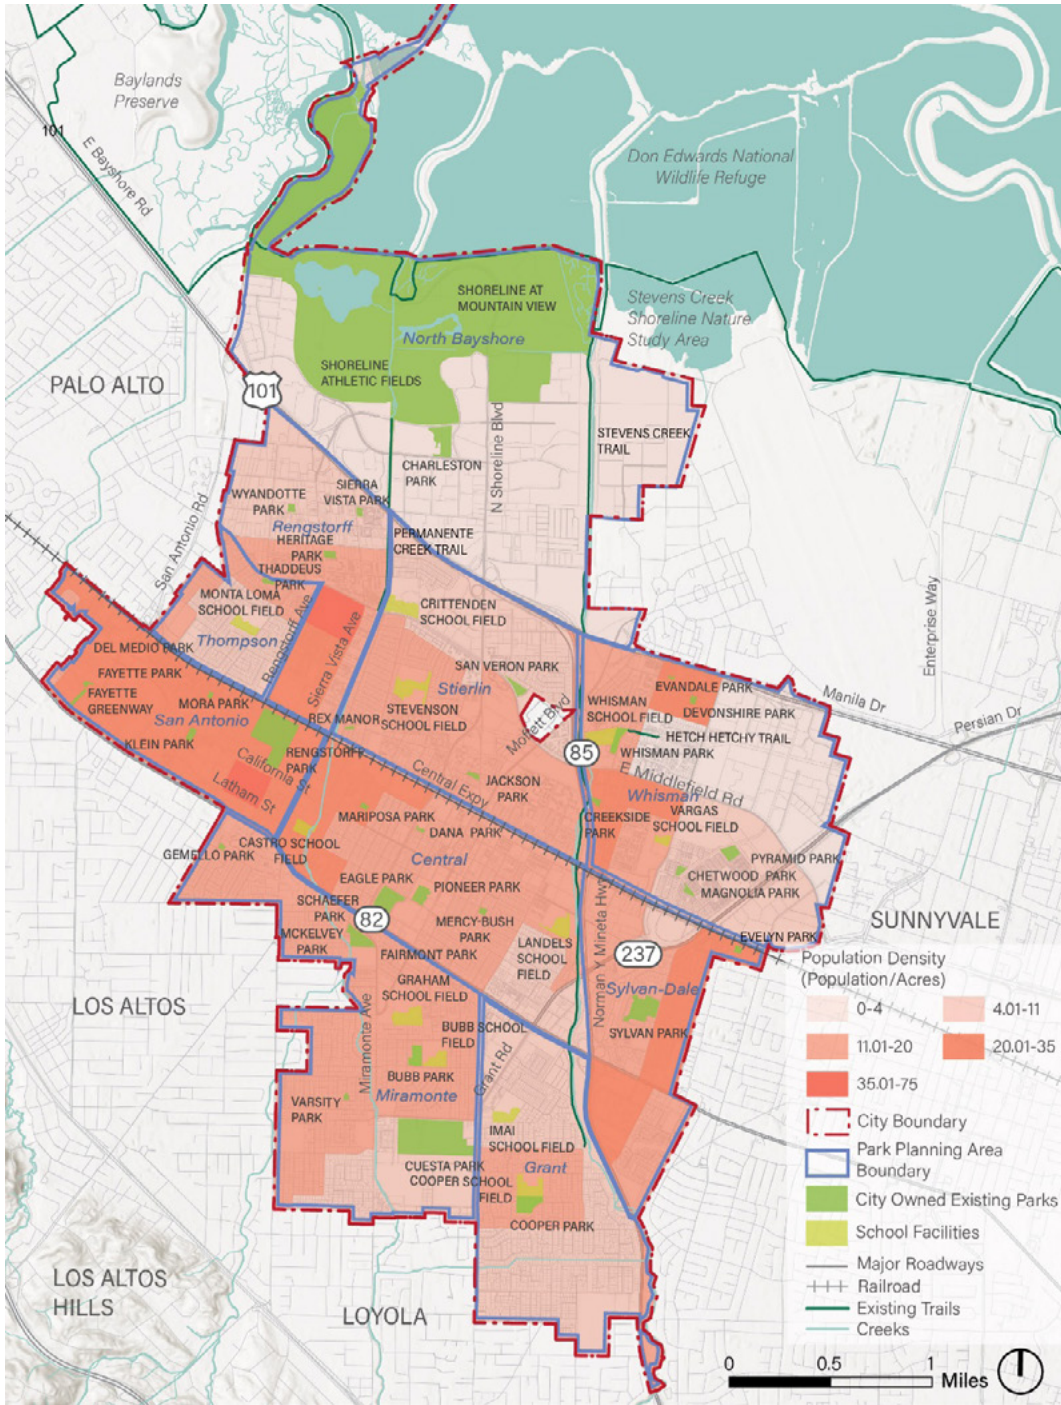 Baylands
Preserve
101
E Bayshore Rd
Don Edwards National
Wildlife Refuge
SHORELINE AT
MOUNTAIN VIEW
Stevens Creek
Shoreline Nature
Study Area
North Bayshore
SHORELINE
ATHLETIC FIELDS
PALO ALTO
101
N Shoreline Blvd
STEVENS CREEK
TRAIL
CHARLESTON
PARK
SIERRA
VISTA PARK
WYANDOTTE
PARK
San Antonio Rd
Rengstorff
PERMANENTE
CREEK TRAIL
HERITAGE
PARK
THADDEUS
PARK
MONTA LOMA
SCHOOL FIELD
CRITTENDEN
SCHOOL FIELD
Rengstorff Ave
Sierra Vista Ave
Enterprise Way
Thompson
DEL MEDIO PARK
FAYETTE PARK
FAYETTE
GREENWAY
MORA PARK
San Antonio
KLEIN PARK
SAN VERON PARK
Stierlin
STEVENSON
SCHOOL FIELD
REX MANOR
RENGSTORFF
PARK
California St
Latham St
Moffett Blvd
WHISMAN
SCHOOL FIELD
EVANDALE PARK
DEVONSHIRE PARK
HETCH HETCHY TRAIL
WHISMAN PARK
Manila Dr
Persian Dr
85
E Middlefield Rd
Central Expy
JACKSON
PARK
Whisman
VARGAS
SCHOOL FIELD
CREEKSIDE
PARK
MARIPOSA PARK
DANA PARK
CASTRO SCHOOL
FIELD
GEMELLO PARK
Central
PYRAMID PARK
CHETWOOD PARK
MAGNOLIA PARK
EAGLE PARK
PIONEER PARK
SCHAEFER
PARK
82
MCKELVEY
PARK
MERCY-BUSH
PARK
FAIRMONT PARK
LANDELS
SCHOOL
FIELD
Norman Y. Mineta Hwy
237
EVELYN PARK
SUNNYVALE
GRAHAM
SCHOOL FIELD
Sylvan-Dale
SYLVAN PARK
LOS ALTOS
Miramonte Ave
BUBB SCHOOL
FIELD
Grant Rd
BUBB PARK
Miramonte
VARSITY
PARK
IMAI
SCHOOL FIELD
CUESTA PARK
COOPER SCHOOL
FIELD
Grant
COOPER PARK
LOS ALTOS
HILLS
LOYOLA
Population Density
(Population/Acres)
0-4
4.01-11
11.01-20
20.01-35
35.01-75
City Boundary
Park Planning Area
Boundary
City Owned Existing Parks
School Facilities
Major Roadways
Railroad
Existing Trails
Creeks
0 0.5 1
Miles